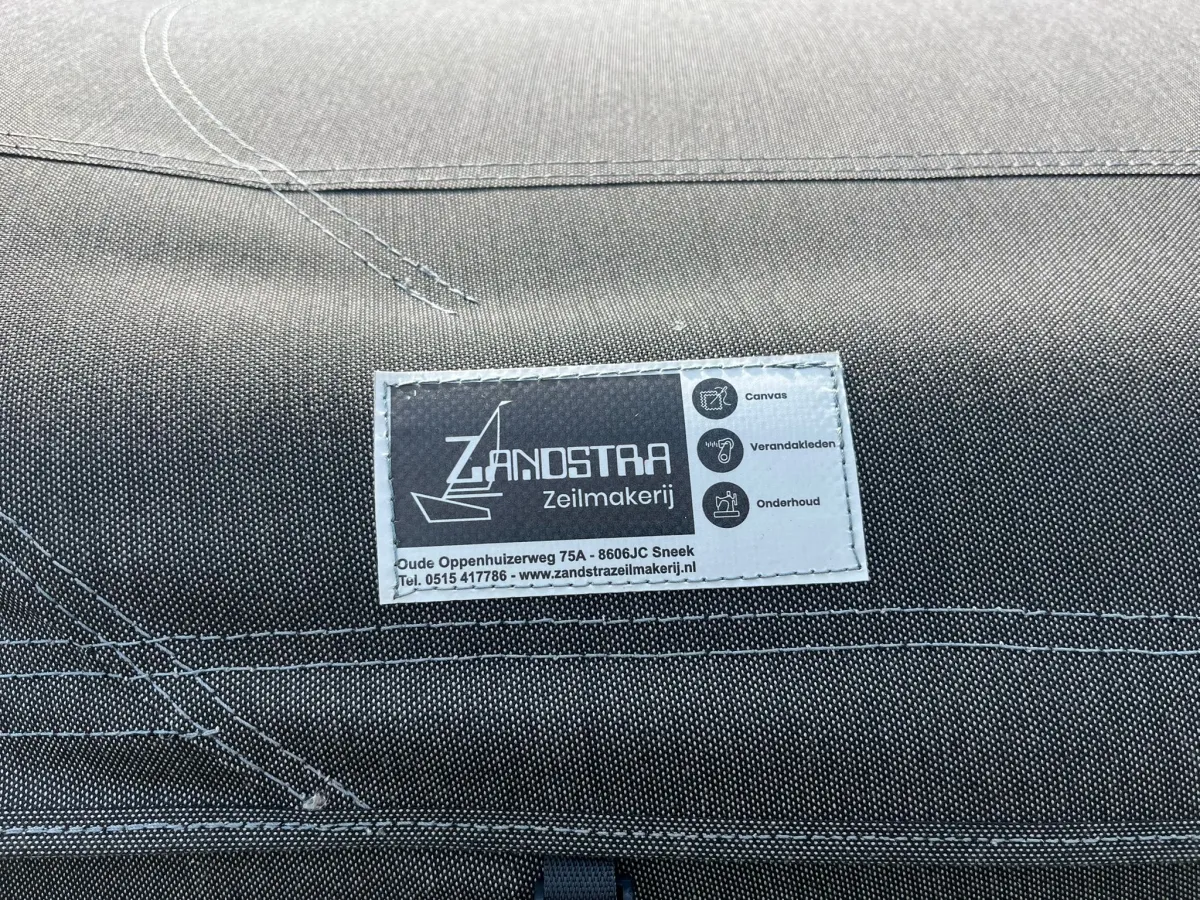 ZANDSTRA
Zeilmakerij
Canvas
Verandakleden
Onderhoud
Oude Oppenhuizerweg 75A - 8606JC Sneek
Tel. 0515 417786 - www.zandstrazeilmakerij.nl